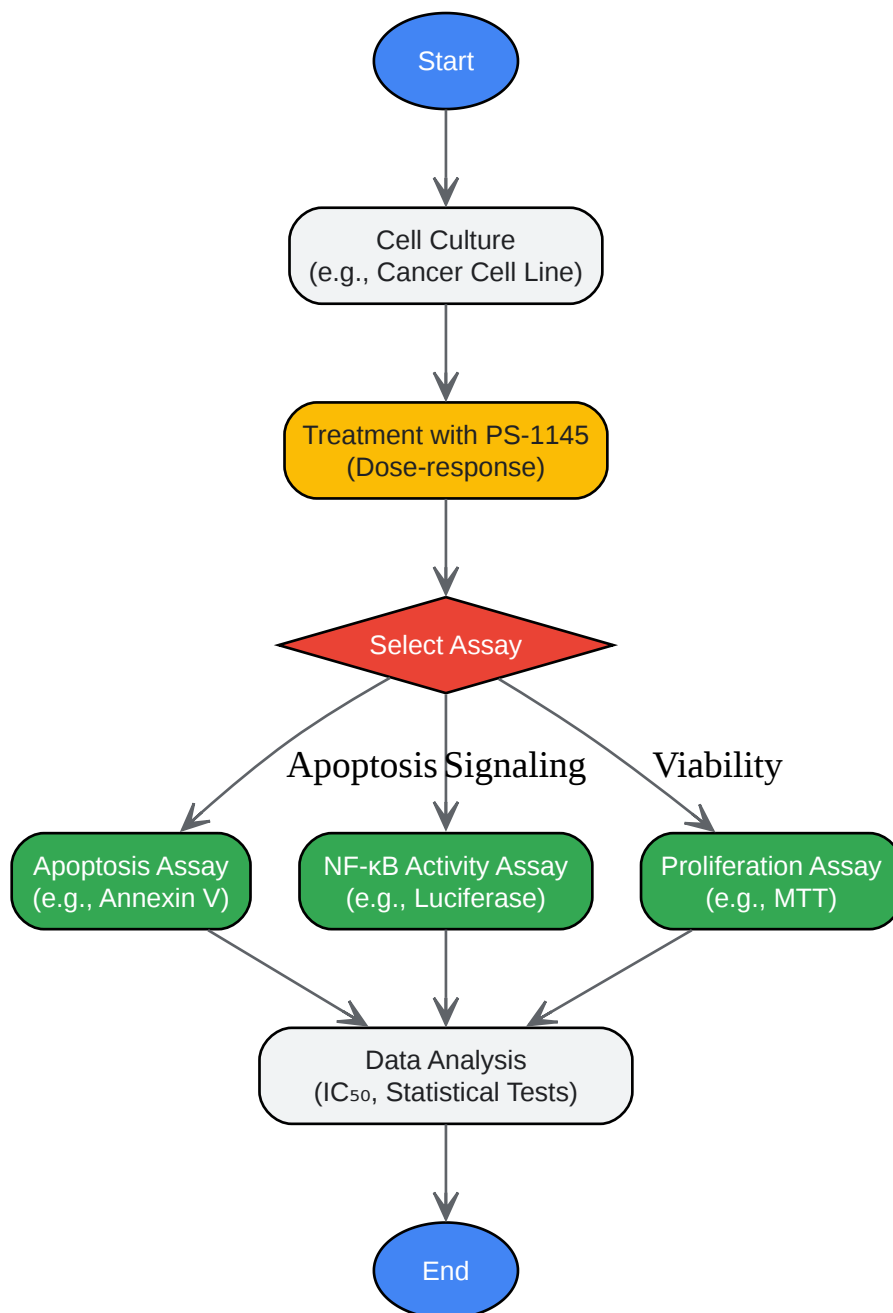 Start
Cell Culture
(e.g., Cancer Cell Line)
Treatment with PS-1145
(Dose-response)
Select Assay
Apoptosis
Signaling
Viability
Apoptosis Assay
(e.g., Annexin V)
NF-κB Activity Assay
(e.g., Luciferase)
Proliferation Assay
(e.g., MTT)
Data Analysis
(IC₅₀, Statistical Tests)
End